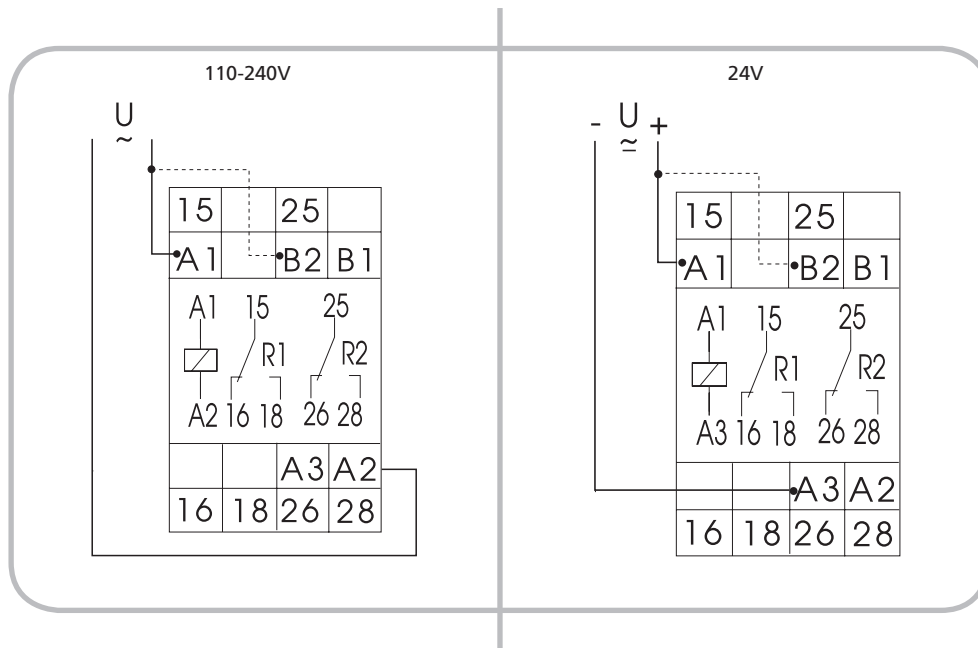 110-240V
U
~
15 25
A1 B2 B1
A1 15 25
R1 R2
A2 16 18 26 28
A3 A2
16 18 26 28
24V
- U +
≂
15 25
A1 B2 B1
A1 15 25
R1 R2
A3 16 18 26 28
A3 A2
16 18 26 28